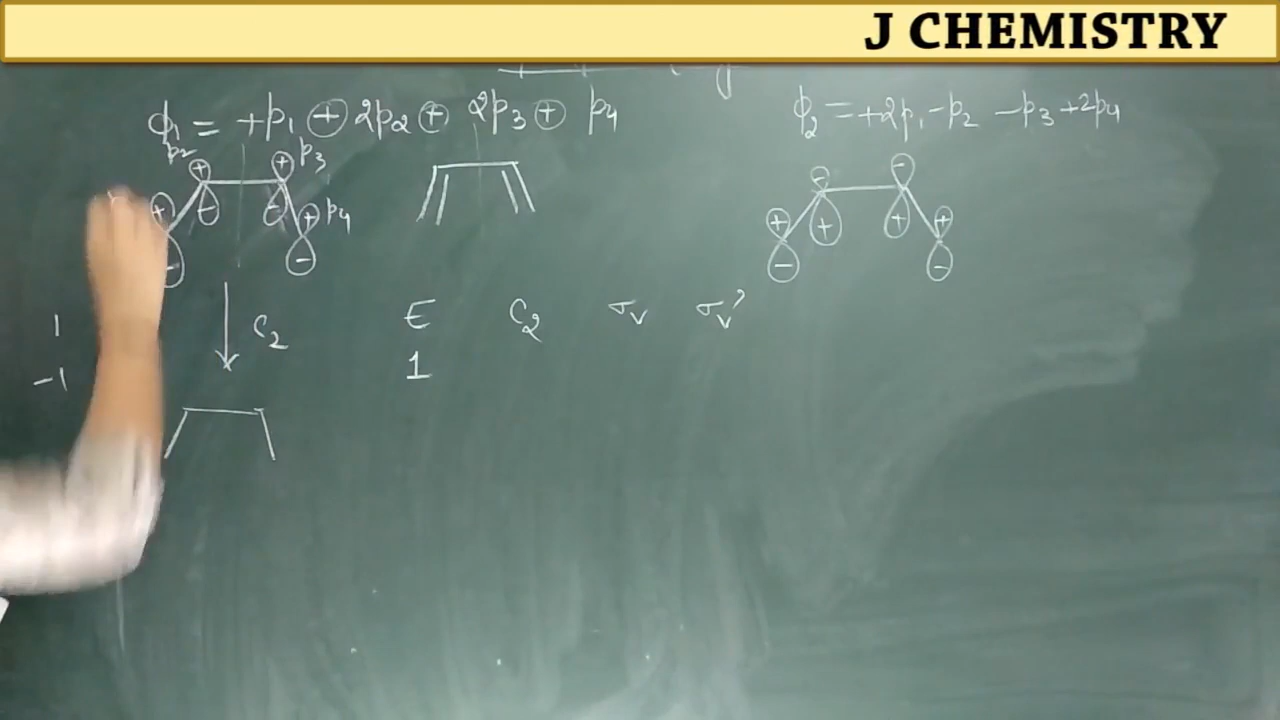 J CHEMISTRY
ϕ₁ = +p₁ ⊕ 2p₂ ⊕ 2p₃ ⊕ p₄
ϕ₂ = +2p₁ - p₂ - p₃ + 2p₄
p₂ + + p₃
+ - - + p₄
- -
- -
+ + + +
- -
1 C₂ E C₂ σᵥ σᵥ'
-1 1